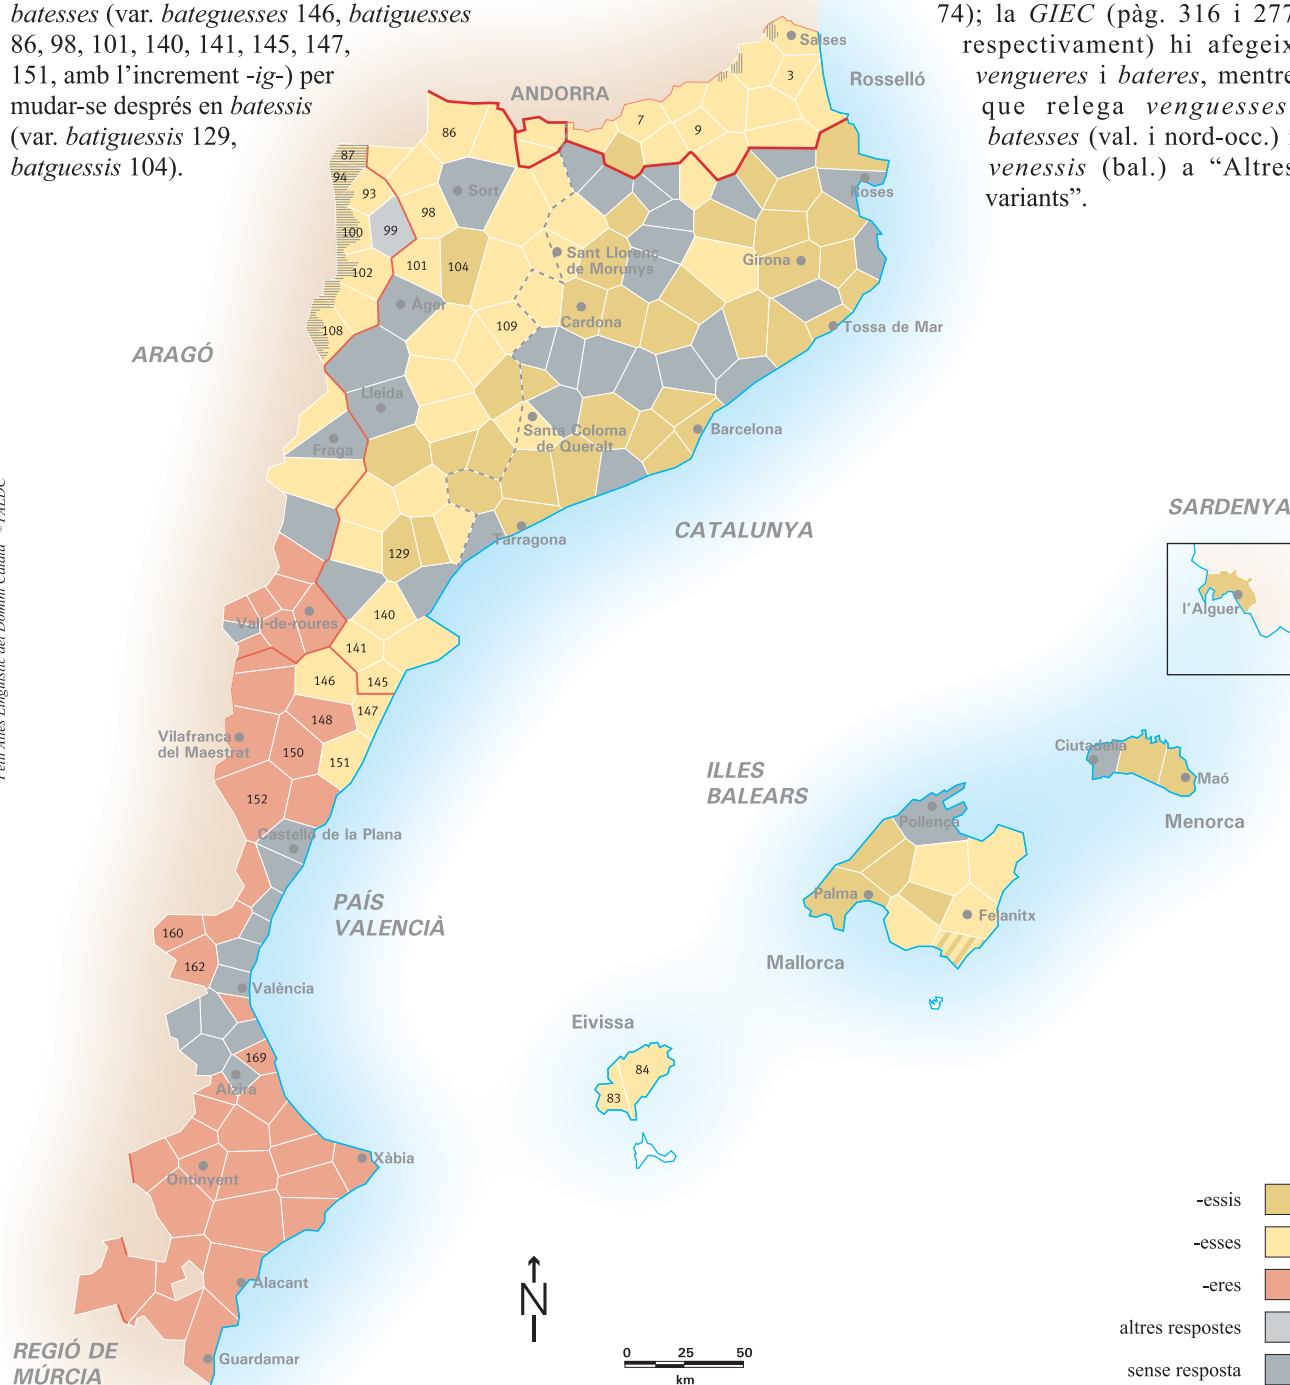 batesses (var. bateguesses 146, batiguesses
86, 98, 101, 140, 141, 145, 147,
151, amb l’increment -ig-) per
mudar-se després en batessis
(var. batiguessis 129,
batguessis 104).
74); la GIEC (pàg. 316 i 277
respectivament) hi afegeix
vengueres i bateres, mentre
que relega venguesses
batesses (val. i nord-occ.) i
venessis (bal.) a “Altres
variants”.
Salses
3
Rosselló
ANDORRA
7
9
86
87
94
93
Sort
98
99
100
101
102
104
Roses
Sant Llorenç
de Morunys
Girona
Àger
Cardona
108
109
Tossa de Mar
ARAGÓ
Lleida
Fraga
Santa Coloma
de Queralt
Barcelona
Petit Atles Lingüístic del Domini Català
SARDENYA
CATALUNYA
Tarragona
129
l’Alguer
140
Vall-de-roures
141
145
146
147
148
Vilafranca
del Maestrat
150
151
152
Ciutadella
Maó
Menorca
ILLES
BALEARS
Pollença
Castelló de la Plana
Palma
Felanitx
PAÍS
VALENCIÀ
160
162
Mallorca
València
Eivissa
169
84
83
Alzira
Xàbia
Ontinyent
-essis
-esses
-eres
altres respostes
sense resposta
Alacant
N
REGIÓ DE
MÚRCIA
Guardamar
0 25 50
km